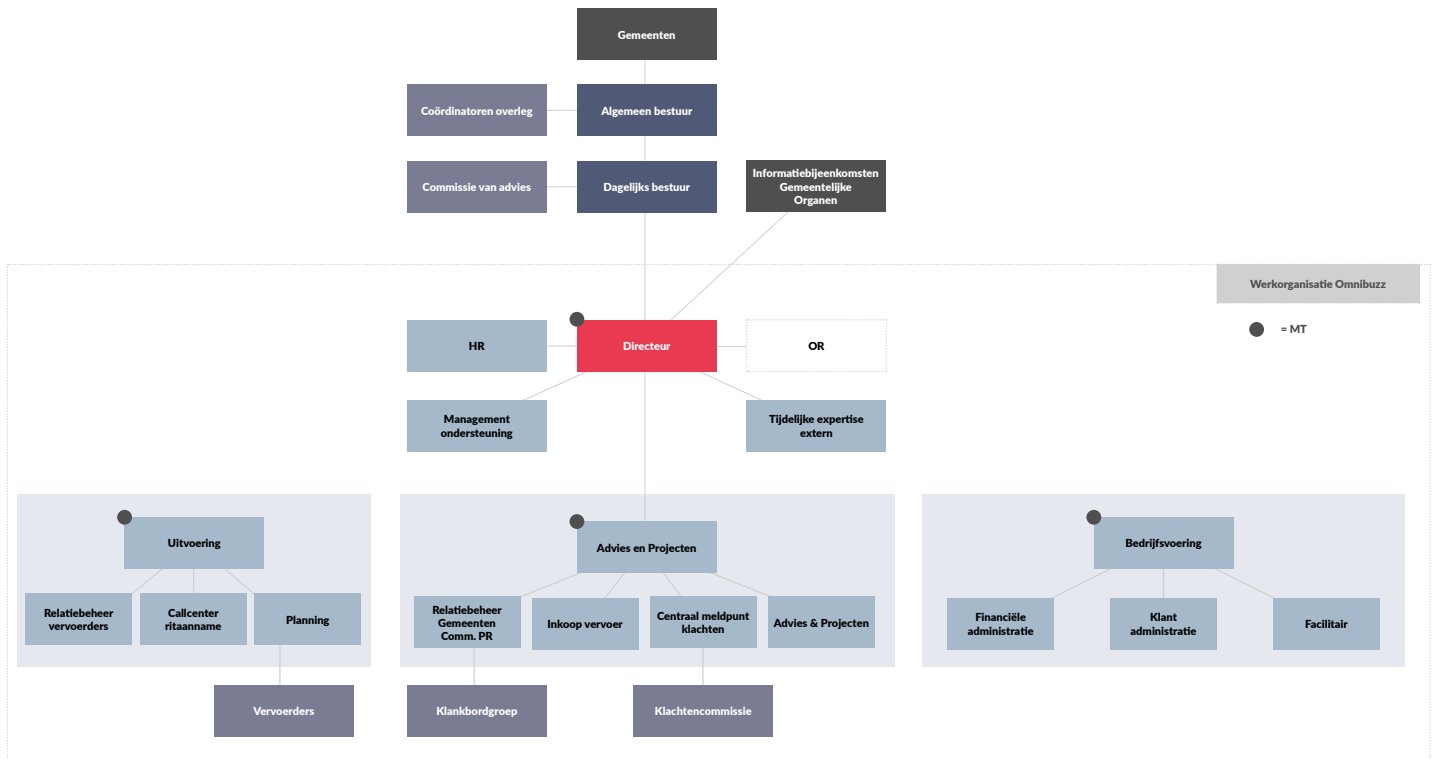 Gemeenten
Coördinatoren overleg
Algemeen bestuur
Commissie van advies
Dagelijks bestuur
Informatiebijeenkomsten
Gemeentelijke
Organen
Werkorganisatie Omnibuzz
= MT
HR
Directeur
OR
Management
ondersteuning
Tijdelijke expertise
extern
Uitvoering
Relatiebeheer
vervoerders
Callcenter
ritaanname
Planning
Advies en Projecten
Relatiebeheer
Gemeenten
Comm. PR
Inkoop vervoer
Centraal meldpunt
klachten
Advies & Projecten
Bedrijfsvoering
Financiële
administratie
Klant
administratie
Facilitair
Vervoerders
Klankbordgroep
Klachtencommissie